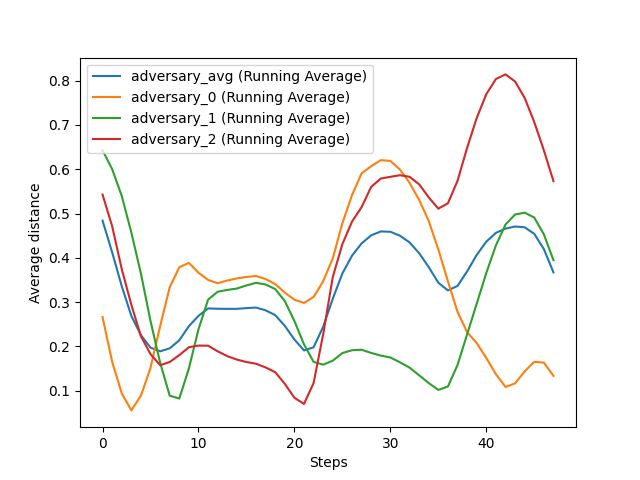 adversary_avg (Running Average)
adversary_0 (Running Average)
adversary_1 (Running Average)
adversary_2 (Running Average)
0.8
0.7
0.6
0.5
0.4
0.3
0.2
0.1
Average distance
0 10 20 30 40
Steps